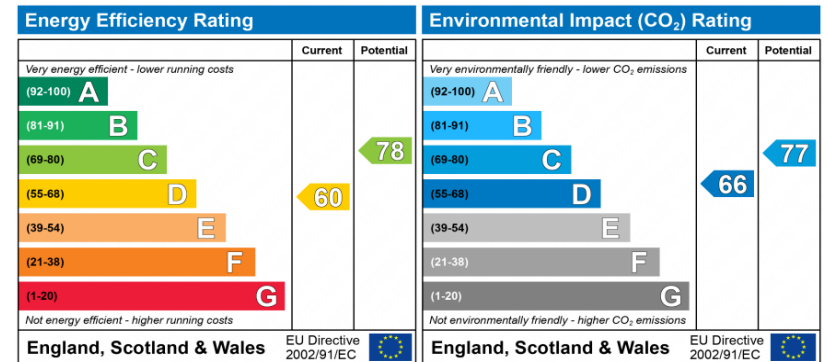 Energy Efficiency Rating
Current Potential
Very energy efficient - lower running costs
(92-100) A
(81-91) B
(69-80) C
(55-68) D
(39-54) E
(21-38) F
(1-20) G
60
78
Not energy efficient - higher running costs
England, Scotland & Wales
EU Directive
2002/91/EC
Environmental Impact (CO₂) Rating
Current Potential
Very environmentally friendly - lower CO₂ emissions
(92-100) A
(81-91) B
(69-80) C
(55-68) D
(39-54) E
(21-38) F
(1-20) G
66
77
Not environmentally friendly - higher CO₂ emissions
England, Scotland & Wales
EU Directive
2002/91/EC